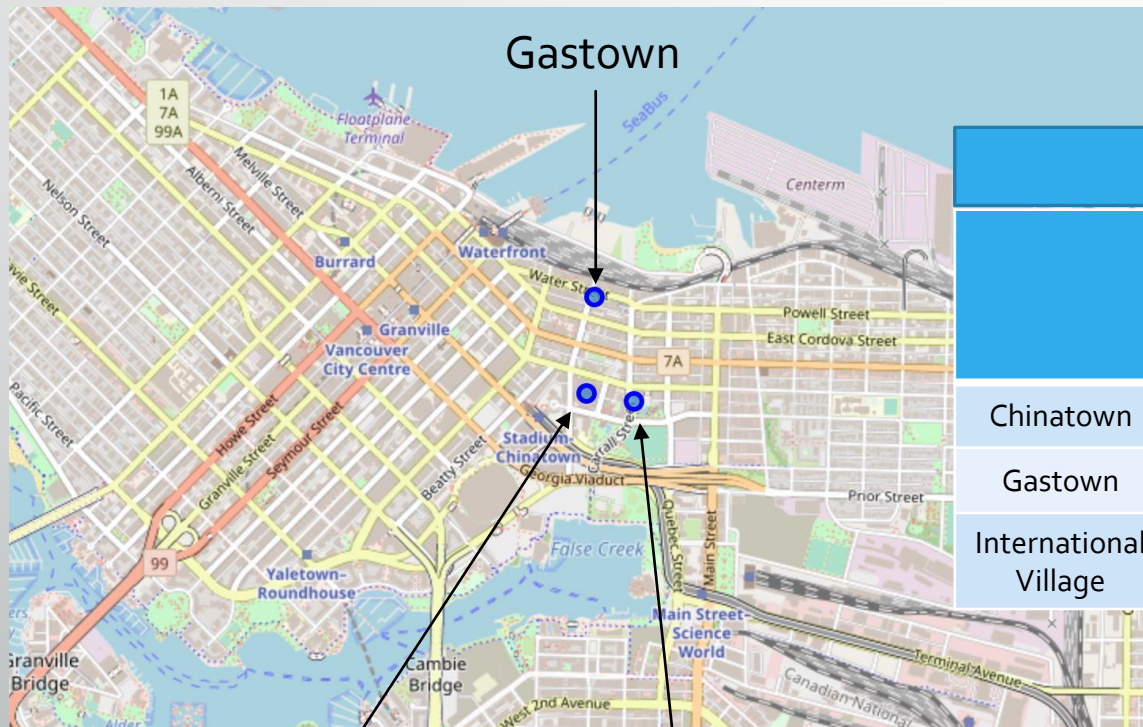 Gastown
1A
7A
99A
Floatplane
Terminal
SeaBus
Melville Street
Alberni Street
Nelson Street
Centerm
Waterfront
Burrard
Water Street
Powell Street
Granville
East Cordova Street
Vancouver
City Centre
7A
Pacific Street
Howe Street
Seymour Street
Granville Street
Stadium-
Chinatown
Carrall Street
Beatty Street
Georgia Viaduct
Prior Street
Quebec Street
Main Street
False Creek
99
Yaletown-
Roundhouse
Main Street-
Science
World
Terminal Avenue
Canadian National
Granville
Bridge
Cambie
Bridge
West 2nd Avenue
Chinatown
Gastown
International
Village